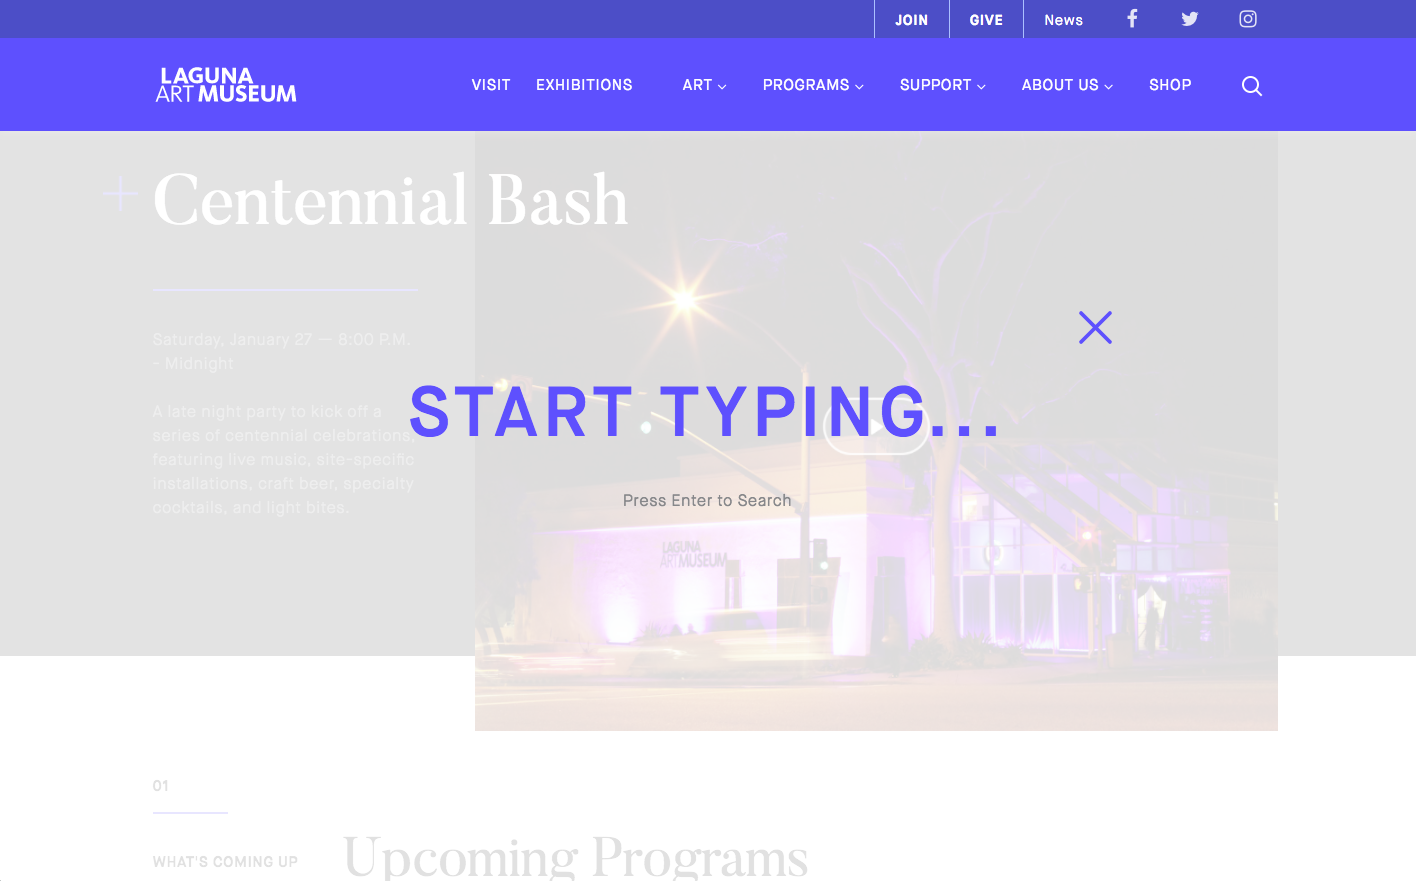 JOIN
GIVE
News
LAGUNA
ART MUSEUM
VISIT
EXHIBITIONS
ART
PROGRAMS
SUPPORT
ABOUT US
SHOP
Centennial Bash
Saturday, January 27 — 8:00 P.M.
- Midnight
A late night party to kick off a
series of centennial celebrations,
featuring live music, site-specific
installations, craft beer, specialty
cocktails, and light bites.
START TYPING...
Press Enter to Search
LAGUNA
ART MUSEUM
01
WHAT'S COMING UP
Upcoming Programs